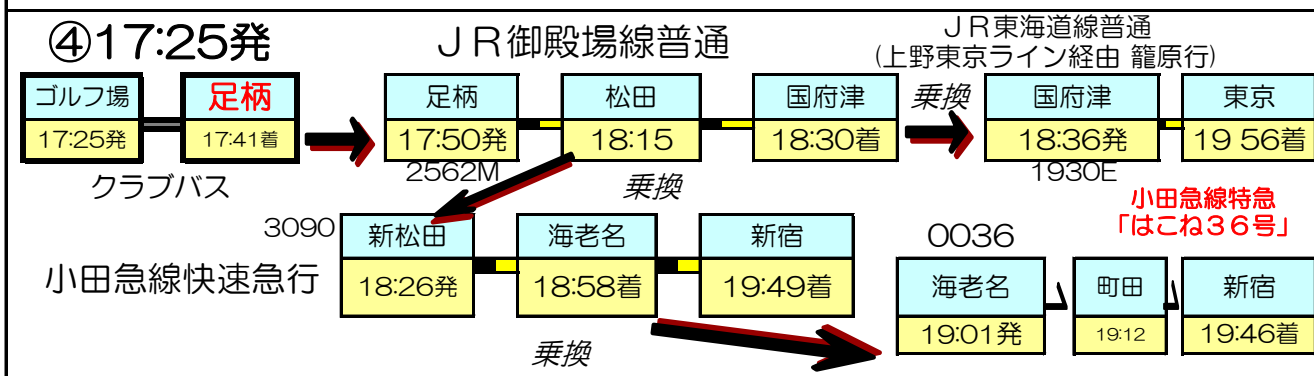 ④17:25発
JR御殿場線普通
JR東海道線普通
(上野東京ライン経由 籠原行)
ゴルフ場
足柄
17:25発
17:41着
クラブバス
足柄
松田
国府津
17:50発
18:15
18:30着
2562M
乗換
乗換
国府津
東京
18:36発
19 56着
1930E
小田急線特急
「はこね36号」
3090
小田急線快速急行
新松田
海老名
新宿
18:26発
18:58着
19:49着
乗換
0036
海老名
町田
新宿
19:01発
19:12
19:46着